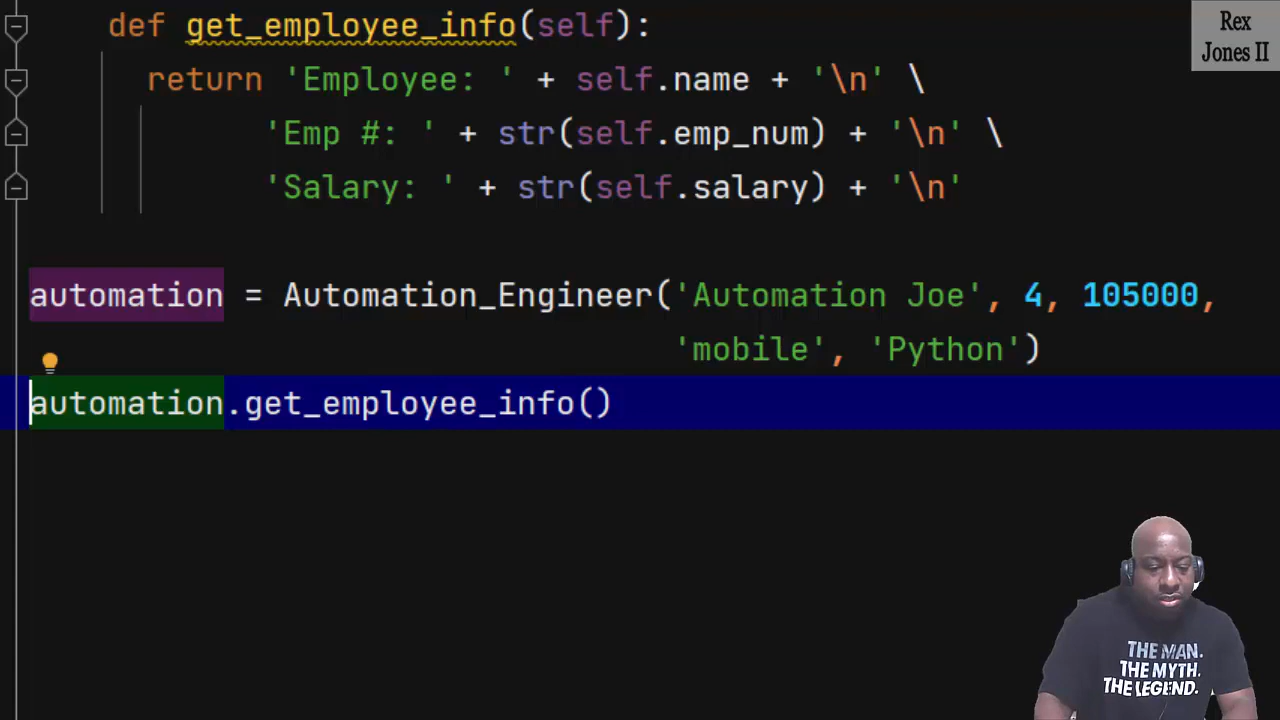 def get_employee_info(self):
Rex
Jones II
return 'Employee: ' + self.name + '\n' \
'Emp #: ' + str(self.emp_num) + '\n' \
'Salary: ' + str(self.salary) + '\n'
automation = Automation_Engineer('Automation Joe', 4, 105000,
'mobile', 'Python')
automation.get_employee_info()
THE MAN.
THE MYTH.
THE LEGEND.